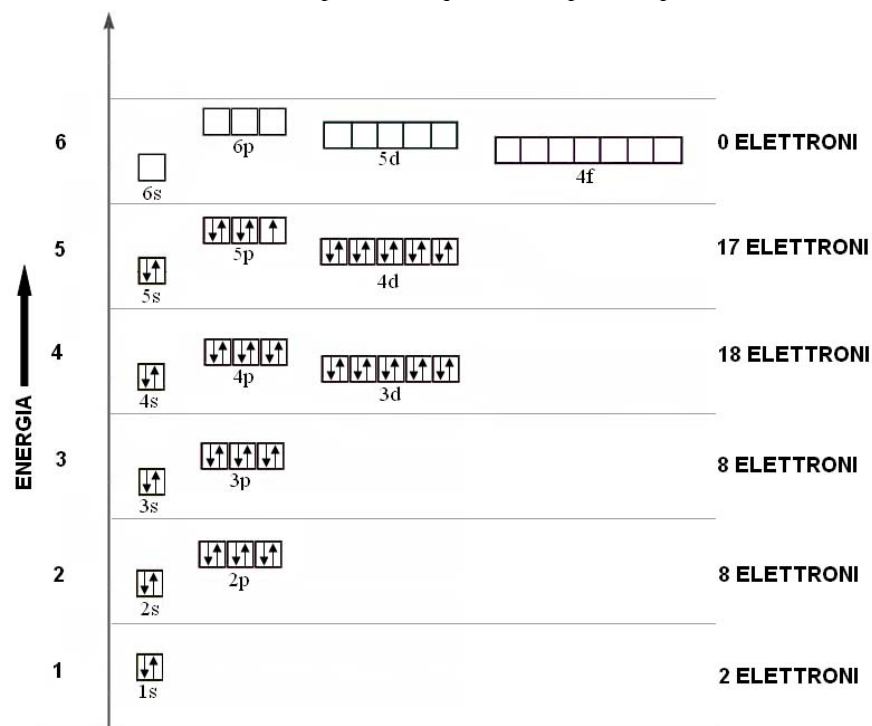 6
6s
6p
5d
4f
0 ELETTRONI
5
5s
5p
4d
17 ELETTRONI
4
4s
4p
3d
18 ELETTRONI
3
3s
3p
8 ELETTRONI
2
2s
2p
8 ELETTRONI
1
1s
2 ELETTRONI
ENERGIA